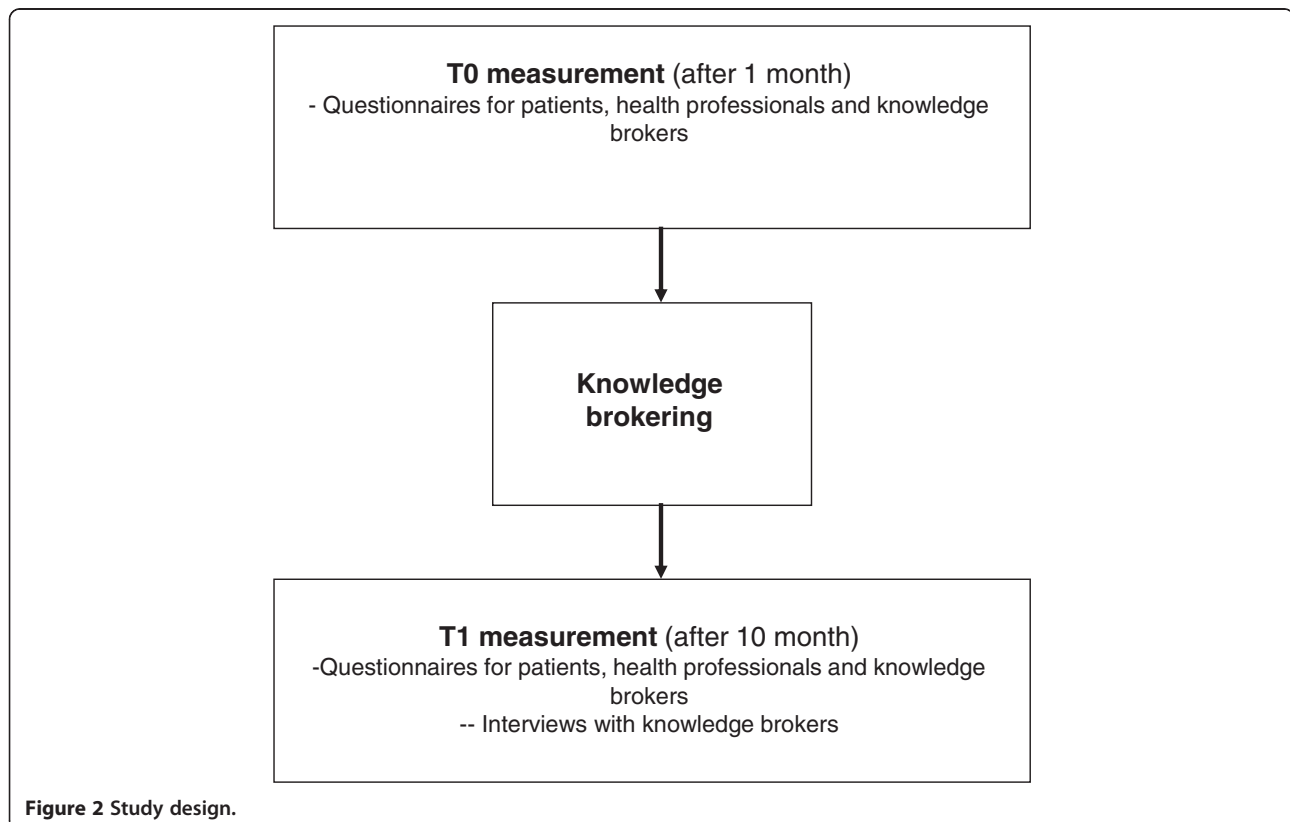 T0 measurement (after 1 month)
- Questionnaires for patients, health professionals and knowledge
brokers
Knowledge
brokering
T1 measurement (after 10 month)
-Questionnaires for patients, health professionals and knowledge
brokers
-- Interviews with knowledge brokers
Figure 2 Study design.